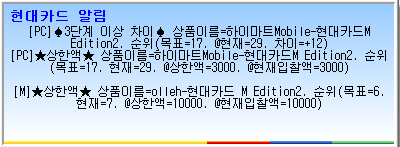 현대카드 알림
[PC]♠3단계 이상 차이♠ 상품이름=하이마트Mobile-현대카드M
Edition2. 순위(목표=17. @현재=29. 차이=+12)
[PC]★상한액★ 상품이름=하이마트Mobile-현대카드M Edition2. 순위
(목표=17. 현재=29. @상한액=3000. @현재입찰액=3000)
[M]★상한액★ 상품이름=olleh-현대카드 M Edition2. 순위(목표=6.
현재=7. @상한액=10000. @현재입찰액=10000)